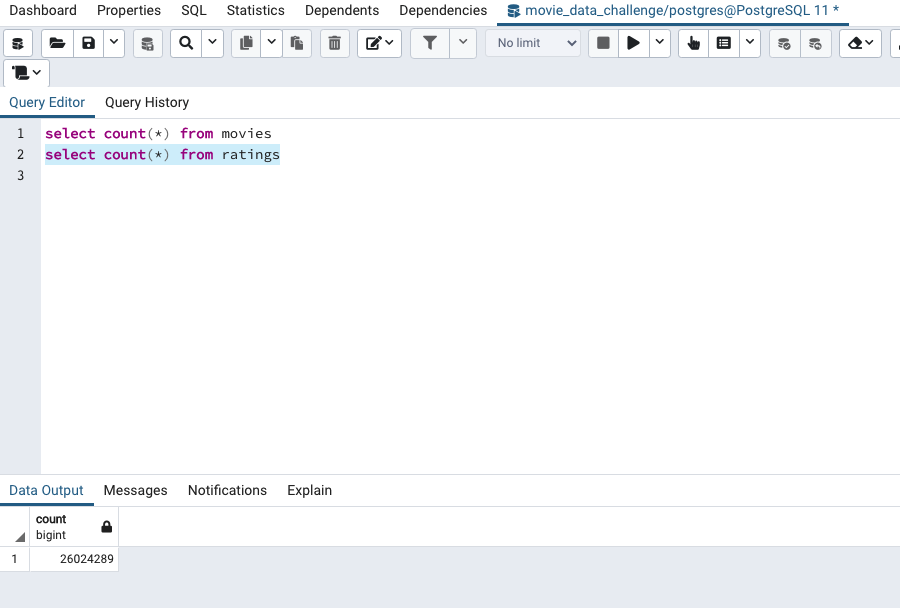 Dashboard Properties SQL Statistics Dependents Dependencies movie_data_challenge/postgres@PostgreSQL 11 *
No limit
Query Editor Query History
1 select count(*) from movies
2 select count(*) from ratings
3
Data Output Messages Notifications Explain
count
bigint
1 26024289